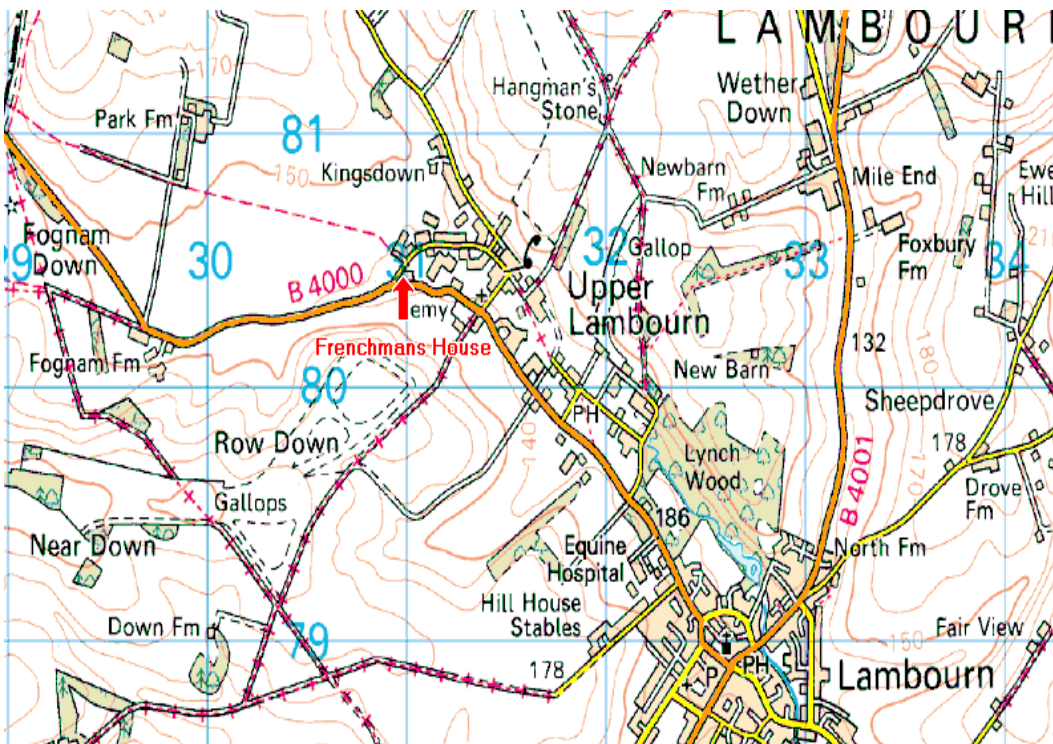 LAMBOUR
170
Wether
Down
Hangman's
Stone
Park Fm
81
150
Kingsdown
Newbarn
Fm
Mile End
Ewe
Hill
Fognam
Down
29
30
31
32
33
34
Gallop
Foxbury
Fm
210
B 4000
Upper
Lambourn
emy
Frenchmans House
Fognam Fm
132
180
New Barn
80
PH
Sheepdrove
140
Row Down
178
Lynch
Wood
B 4001
170
Gallops
Drove
Fm
186
Near Down
Equine
Hospital
North Fm
Hill House
Stables
Down Fm
79
150
Fair View
178
P
PH
Lambourn